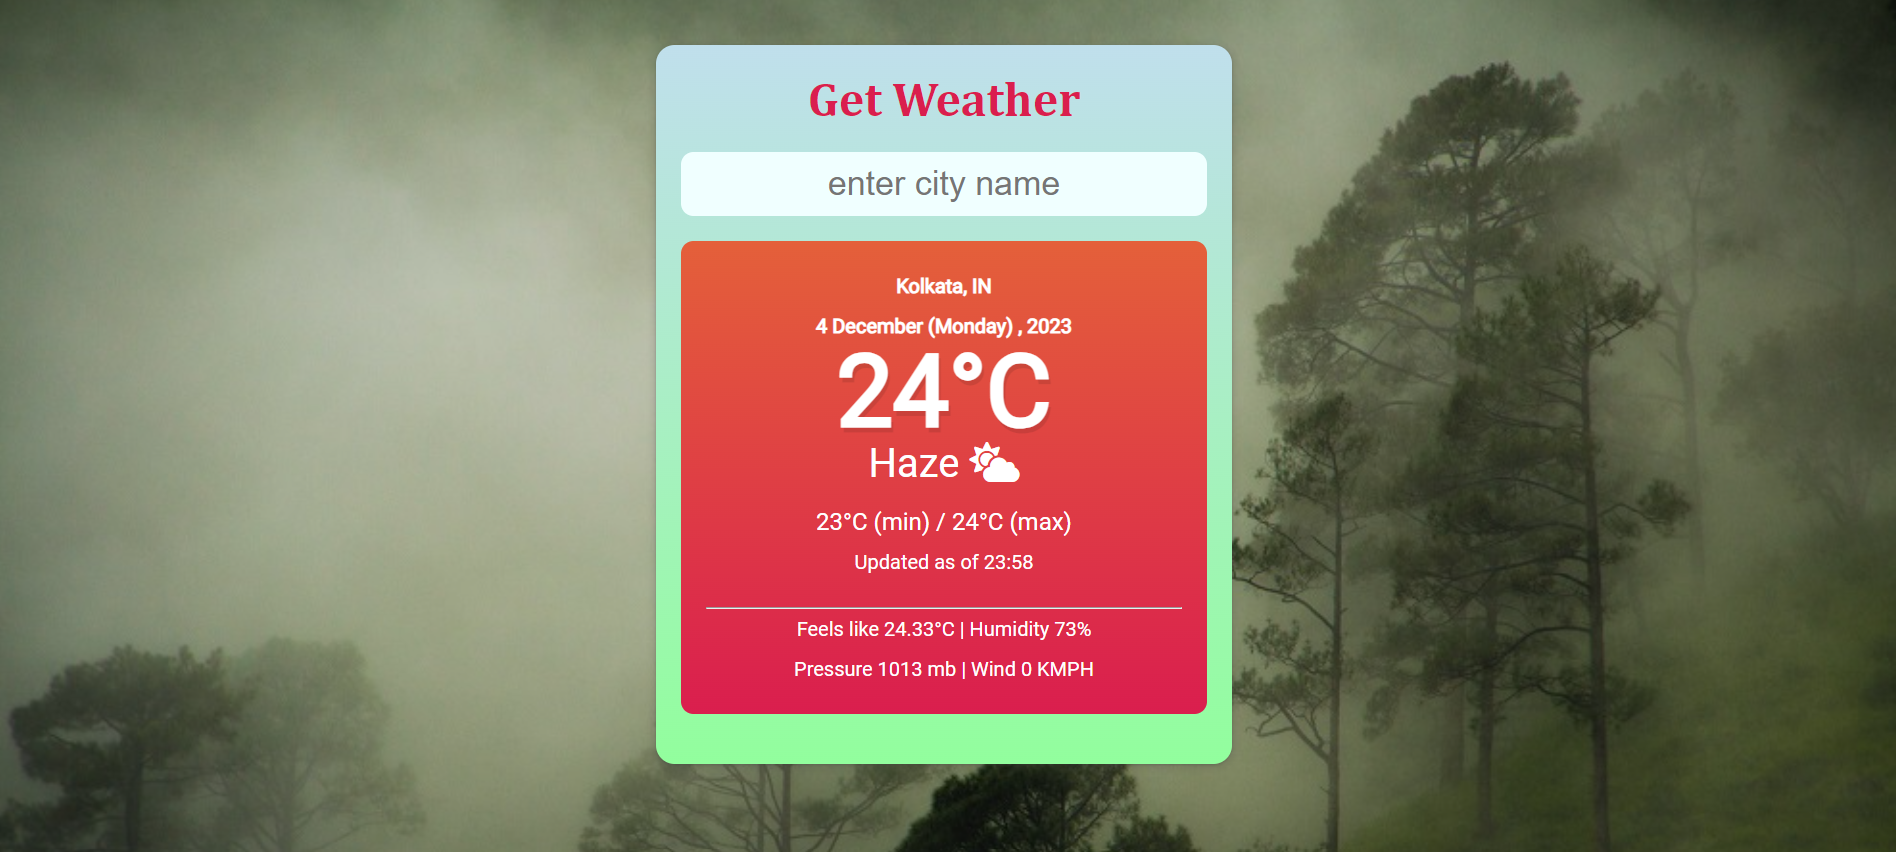 Get Weather
enter city name
Kolkata, IN
4 December (Monday) , 2023
24°C
Haze
23°C (min) / 24°C (max)
Updated as of 23:58
Feels like 24.33°C | Humidity 73%
Pressure 1013 mb | Wind 0 KMPH